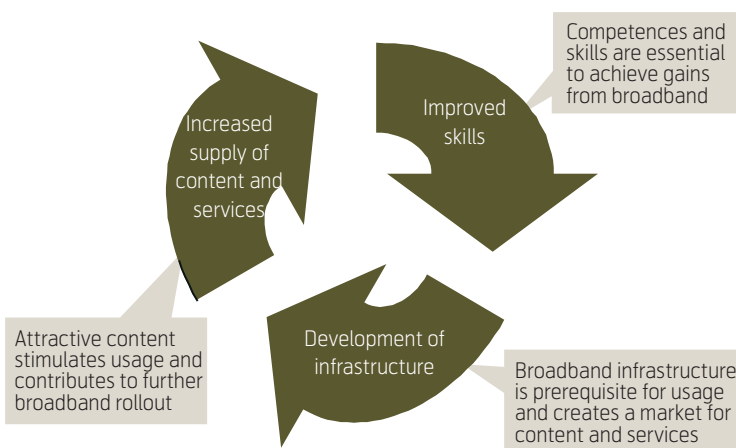 Competences and
skills are essential
to achieve gains
from broadband
Improved
skills
Increased
supply of
content and
services
Development of
infrastructure
Attractive content
stimulates usage and
contributes to further
broadband rollout
Broadband infrastructure
is prerequisite for usage
and creates a market for
content and services